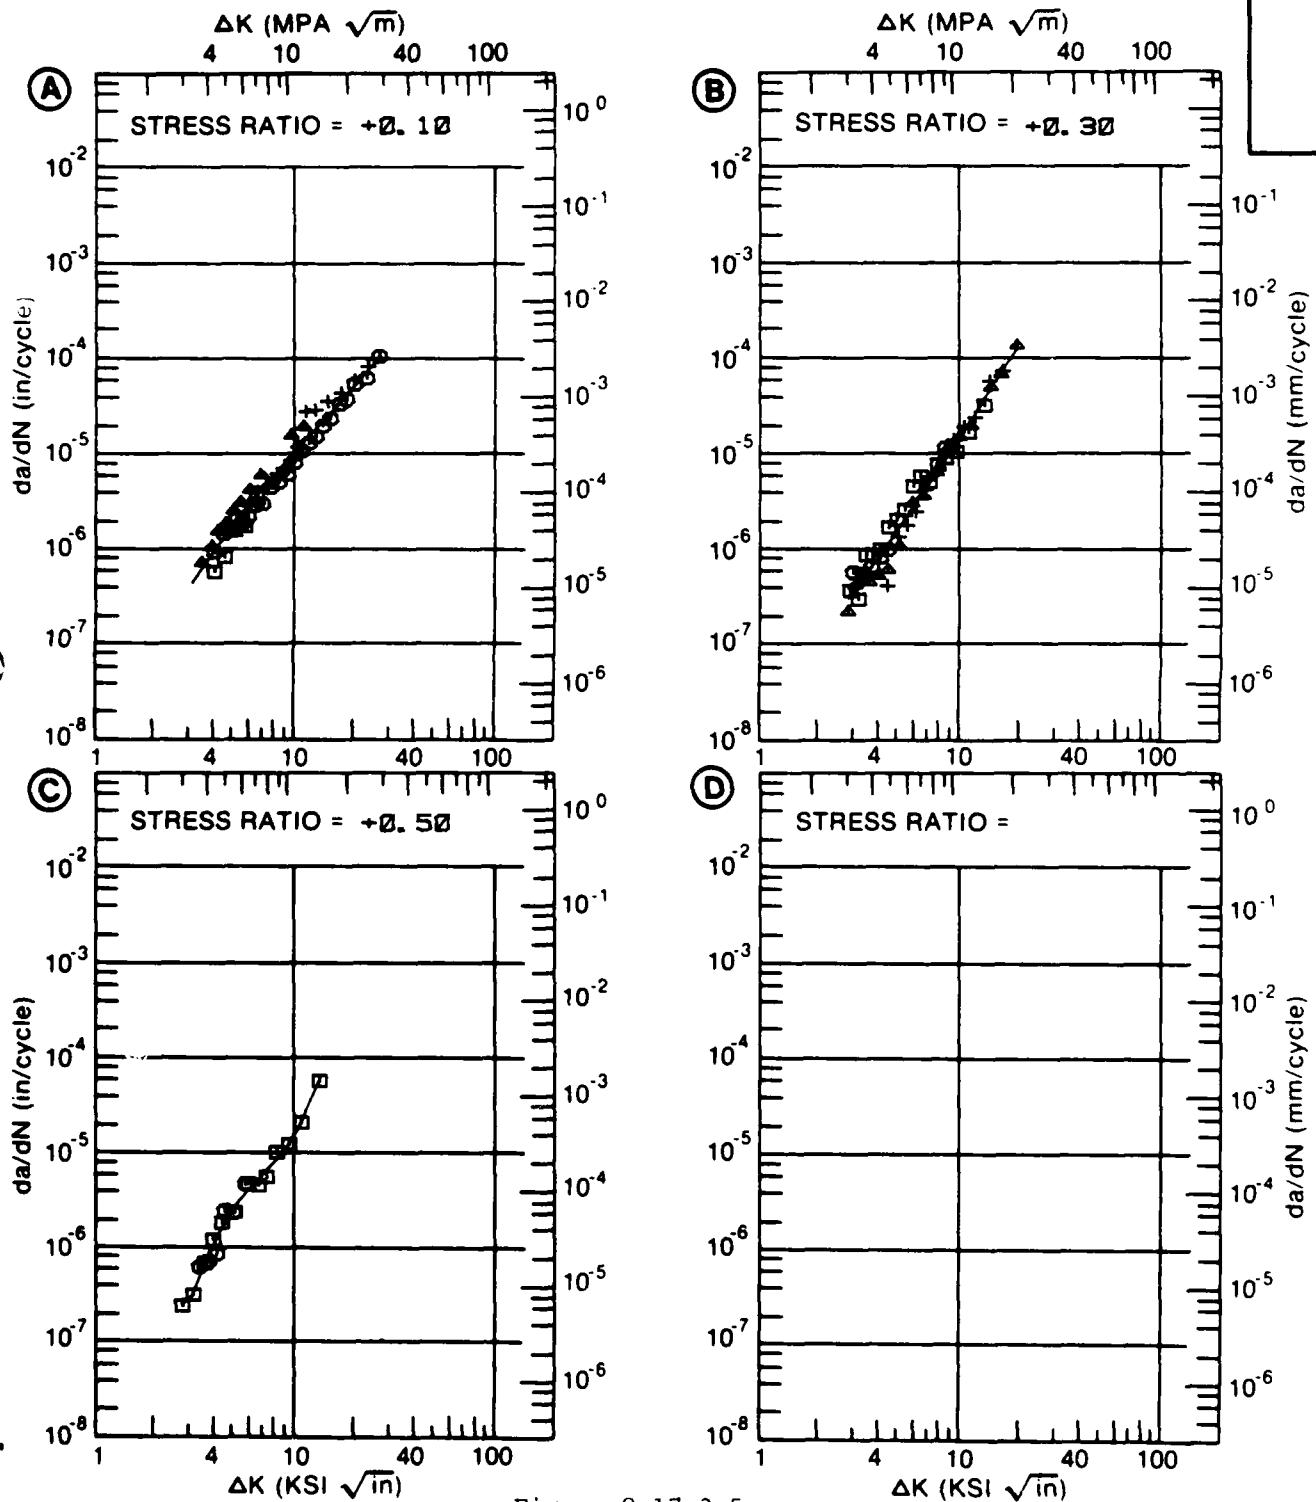 ΔK (MPA √m)
4 10 40 100
ΔK (MPA √m)
4 10 40 100
A
STRESS RATIO = +0.10
10^0
10^-1
10^-2
10^-3
10^-4
10^-5
10^-6
10^-2
10^-3
10^-4
10^-5
10^-6
10^-7
10^-8
da/dN (in/cycle)
1 4 10 40 100
B
STRESS RATIO = +0.30
10^-2
10^-3
10^-4
10^-5
10^-6
10^-7
10^-8
10^-1
10^-2
10^-3
10^-4
10^-5
10^-6
da/dN (mm/cycle)
1 4 10 40 100
C
STRESS RATIO = +0.50
10^0
10^-1
10^-2
10^-3
10^-4
10^-5
10^-6
10^-2
10^-3
10^-4
10^-5
10^-6
10^-7
10^-8
da/dN (in/cycle)
1 4 10 40 100
ΔK (KSI √in)
D
STRESS RATIO =
10^-2
10^-3
10^-4
10^-5
10^-6
10^-7
10^-8
10^0
10^-1
10^-2
10^-3
10^-4
10^-5
10^-6
da/dN (mm/cycle)
1 4 10 40 100
ΔK (KSI √in)